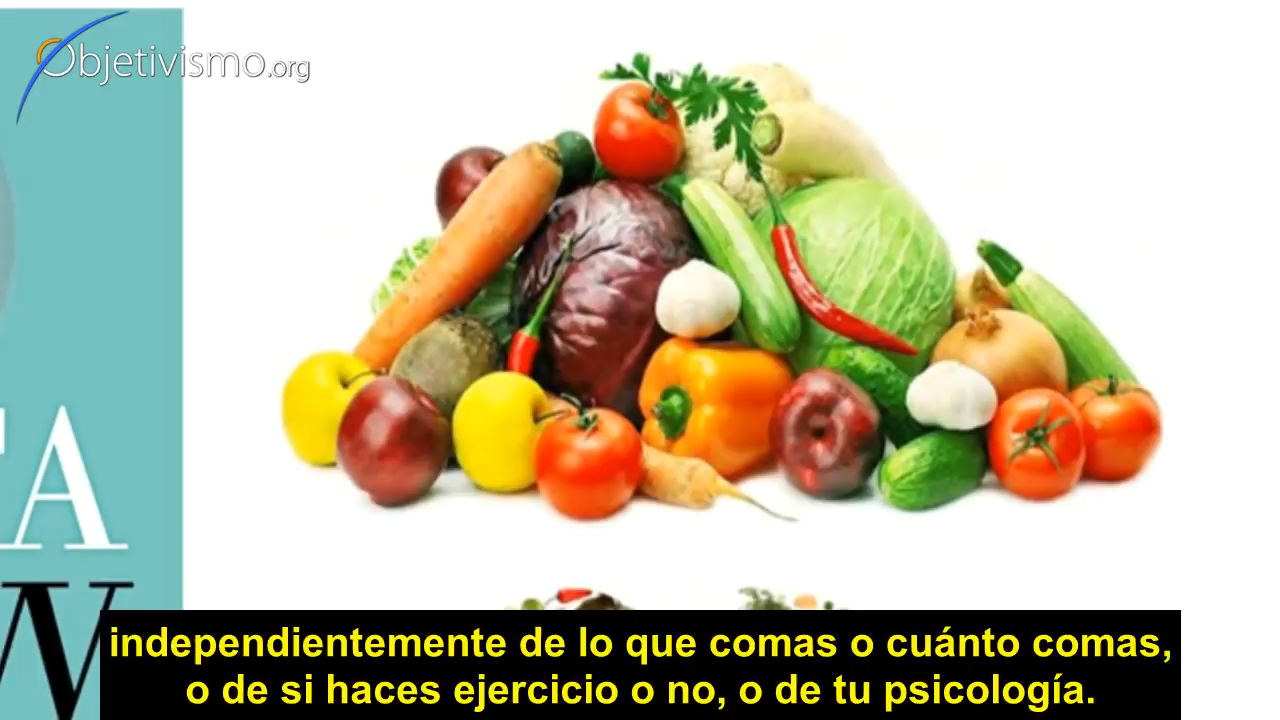 Objetivismo.org
A
W
independientemente de lo que comas o cuánto comas,
o de si haces ejercicio o no, o de tu psicología.